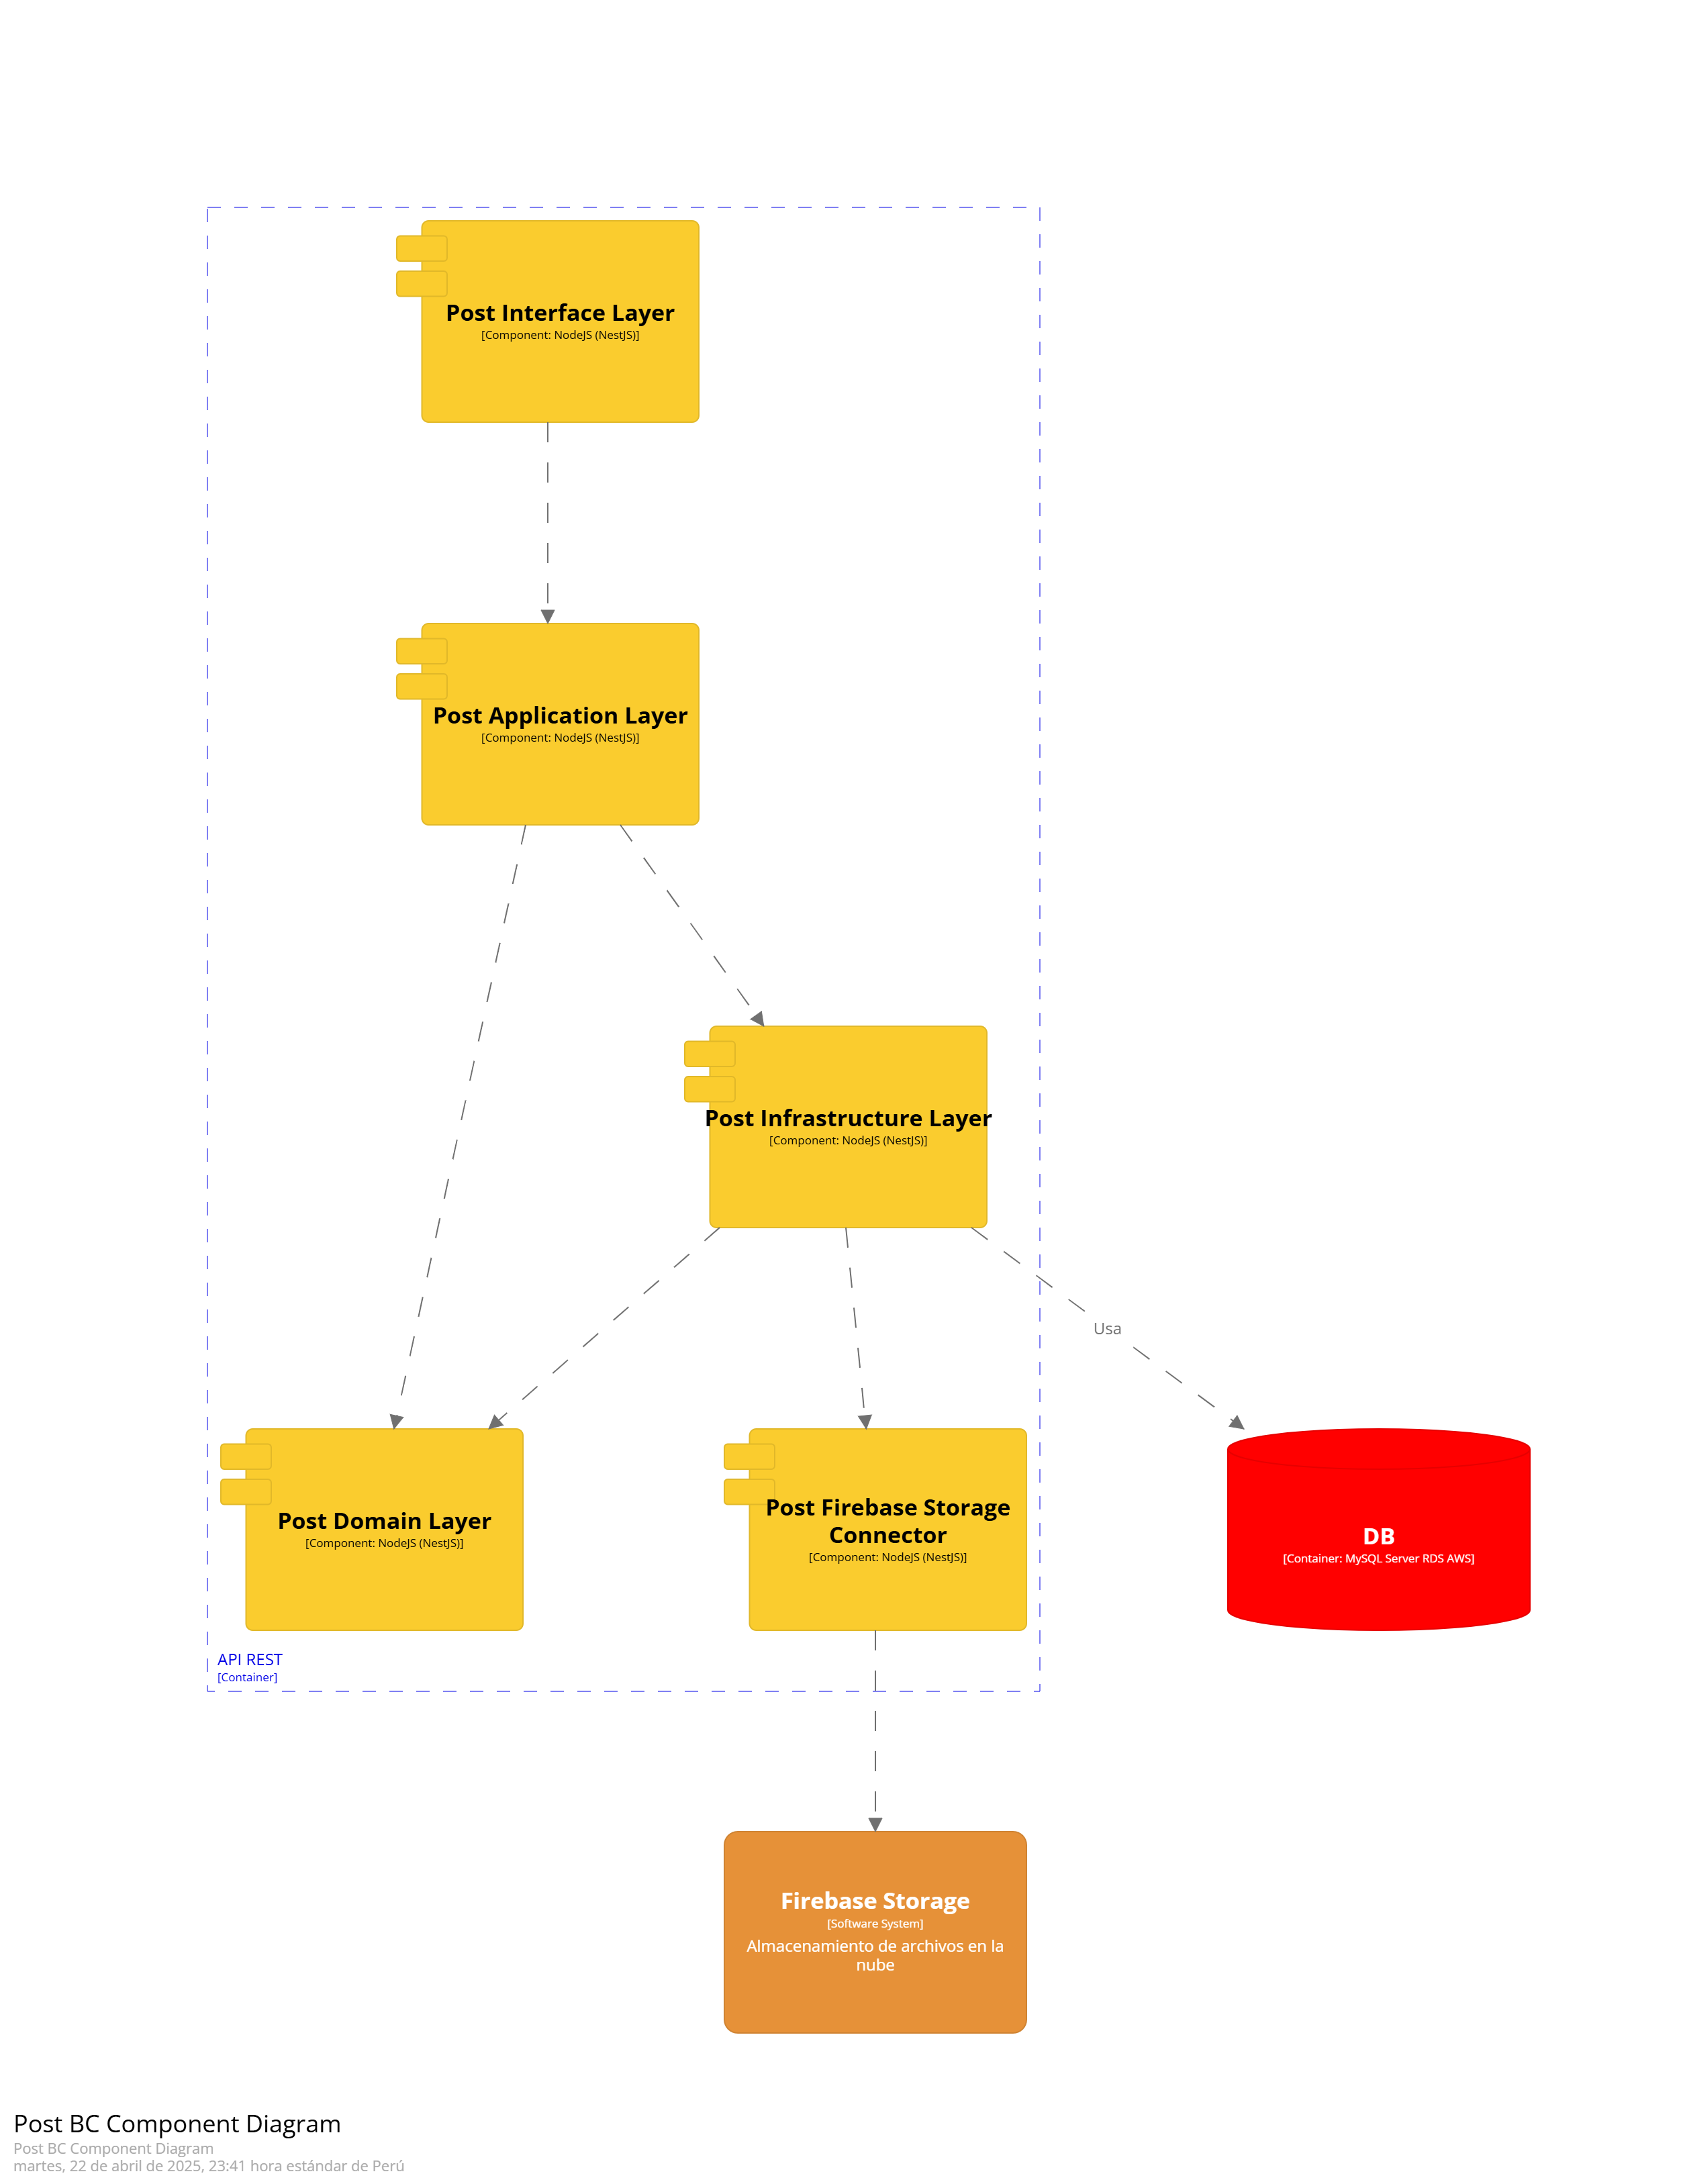 Post Interface Layer
[Component: NodeJS (NestJS)]
Post Application Layer
[Component: NodeJS (NestJS)]
Post Infrastructure Layer
[Component: NodeJS (NestJS)]
Usa
Post Domain Layer
[Component: NodeJS (NestJS)]
Post Firebase Storage
Connector
[Component: NodeJS (NestJS)]
DB
[Container: MySQL Server RDS AWS]
API REST
[Container]
Firebase Storage
[Software System]
Almacenamiento de archivos en la
nube
Post BC Component Diagram
Post BC Component Diagram
martes, 22 de abril de 2025, 23:41 hora estándar de Perú